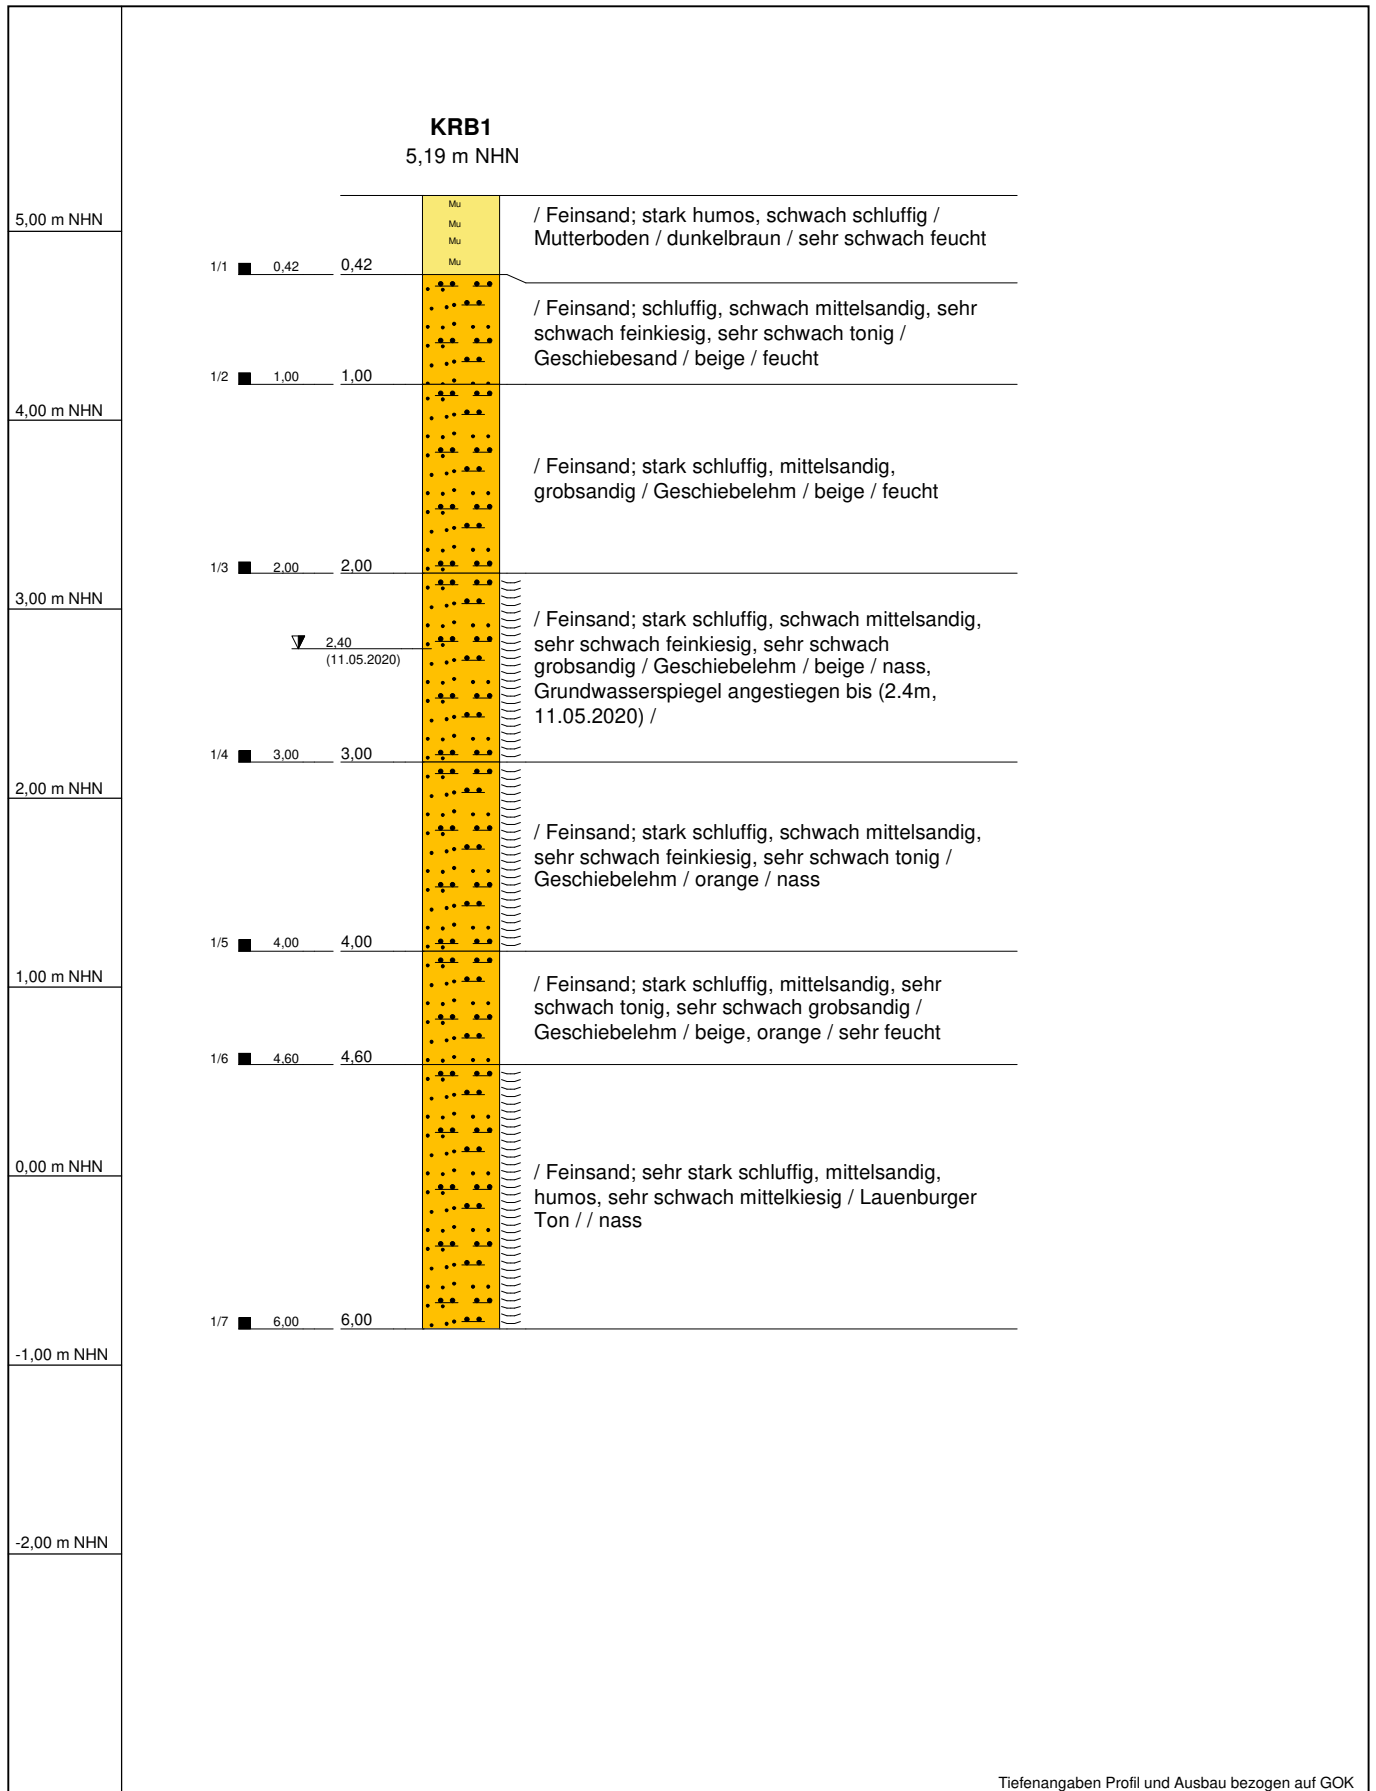 KRB1
5,19 m NHN
5,00 m NHN
Mu
Mu
Mu
Mu
/ Feinsand; stark humos, schwach schluffig /
Mutterboden / dunkelbraun / sehr schwach feucht
1/1 0,42 0,42
/ Feinsand; schluffig, schwach mittelsandig, sehr
schwach feinkiesig, sehr schwach tonig /
Geschiebesand / beige / feucht
1/2 1,00 1,00
4,00 m NHN
/ Feinsand; stark schluffig, mittelsandig,
grobsandig / Geschiebelehm / beige / feucht
1/3 2,00 2,00
3,00 m NHN
/ Feinsand; stark schluffig, schwach mittelsandig,
sehr schwach feinkiesig, sehr schwach
grobsandig / Geschiebelehm / beige / nass,
Grundwasserspiegel angestiegen bis (2.4m,
11.05.2020) /
2,40
(11.05.2020)
1/4 3,00 3,00
2,00 m NHN
/ Feinsand; stark schluffig, schwach mittelsandig,
sehr schwach feinkiesig, sehr schwach tonig /
Geschiebelehm / orange / nass
1/5 4,00 4,00
1,00 m NHN
/ Feinsand; stark schluffig, mittelsandig, sehr
schwach tonig, sehr schwach grobsandig /
Geschiebelehm / beige, orange / sehr feucht
1/6 4,60 4,60
0,00 m NHN
/ Feinsand; sehr stark schluffig, mittelsandig,
humos, sehr schwach mittelkiesig / Lauenburger
Ton / / nass
1/7 6,00 6,00
-1,00 m NHN
-2,00 m NHN
Tiefenangaben Profil und Ausbau bezogen auf GOK